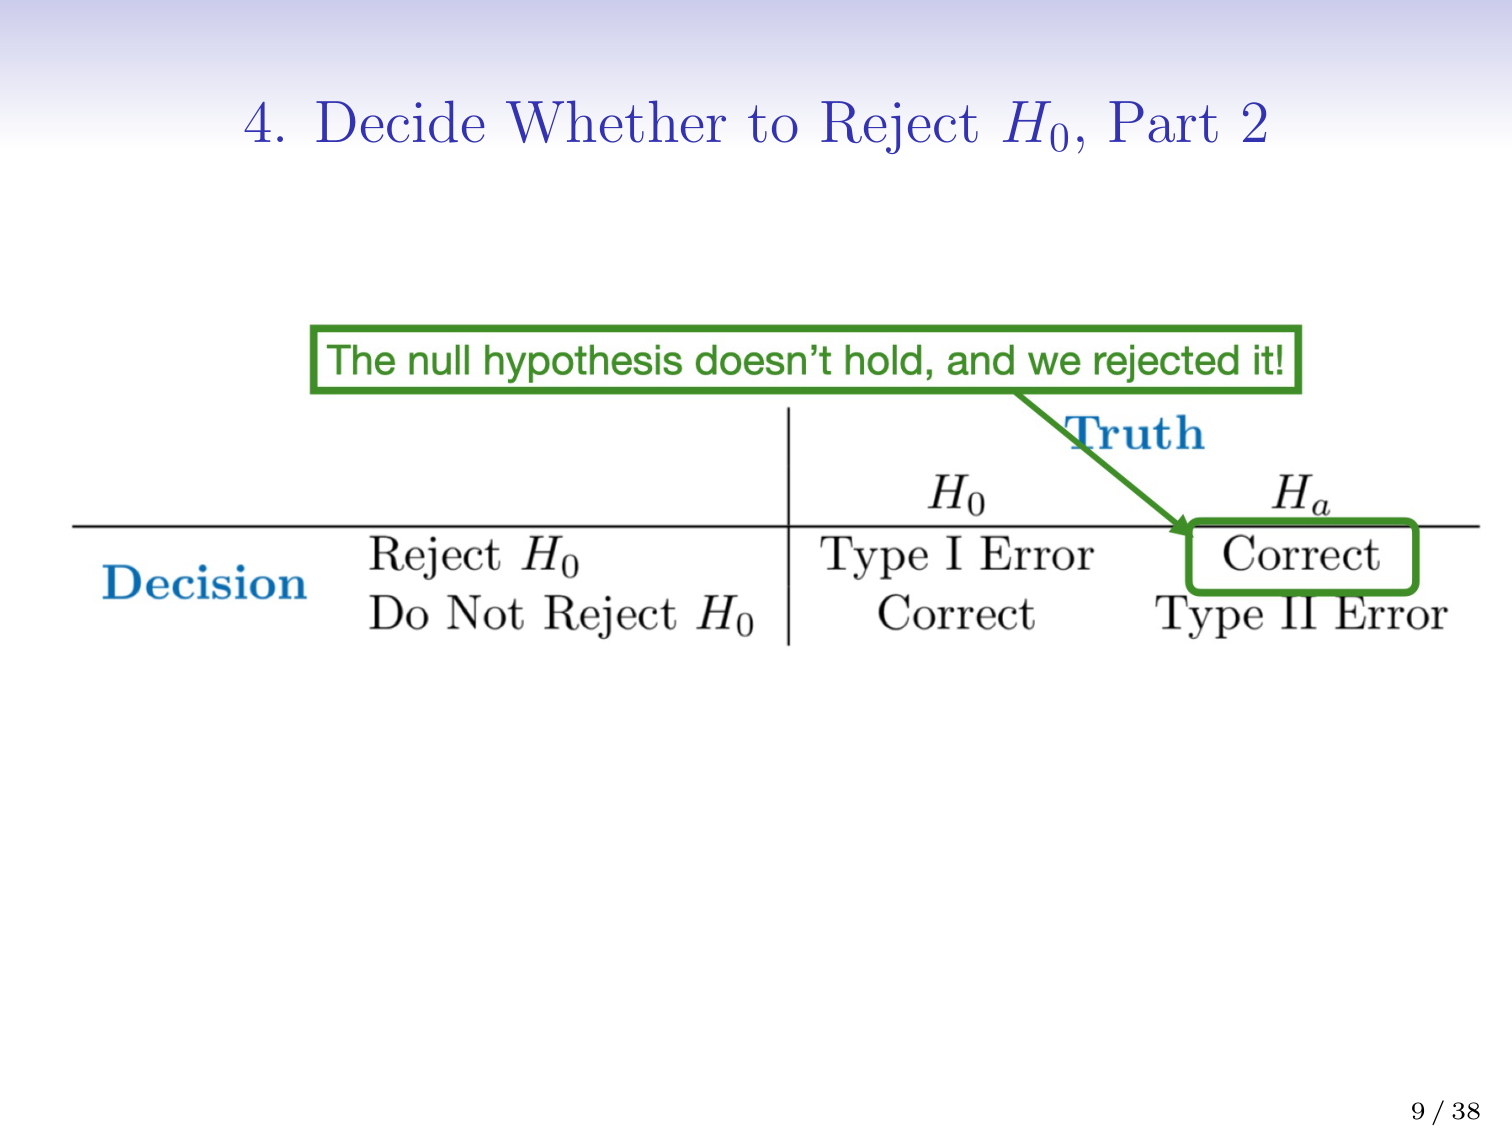 4. Decide Whether to Reject H₀, Part 2
The null hypothesis doesn't hold, and we rejected it!
Truth
H₀ Hₐ
Decision
Reject H₀ Type I Error Correct
Do Not Reject H₀ Correct Type II Error
9 / 38